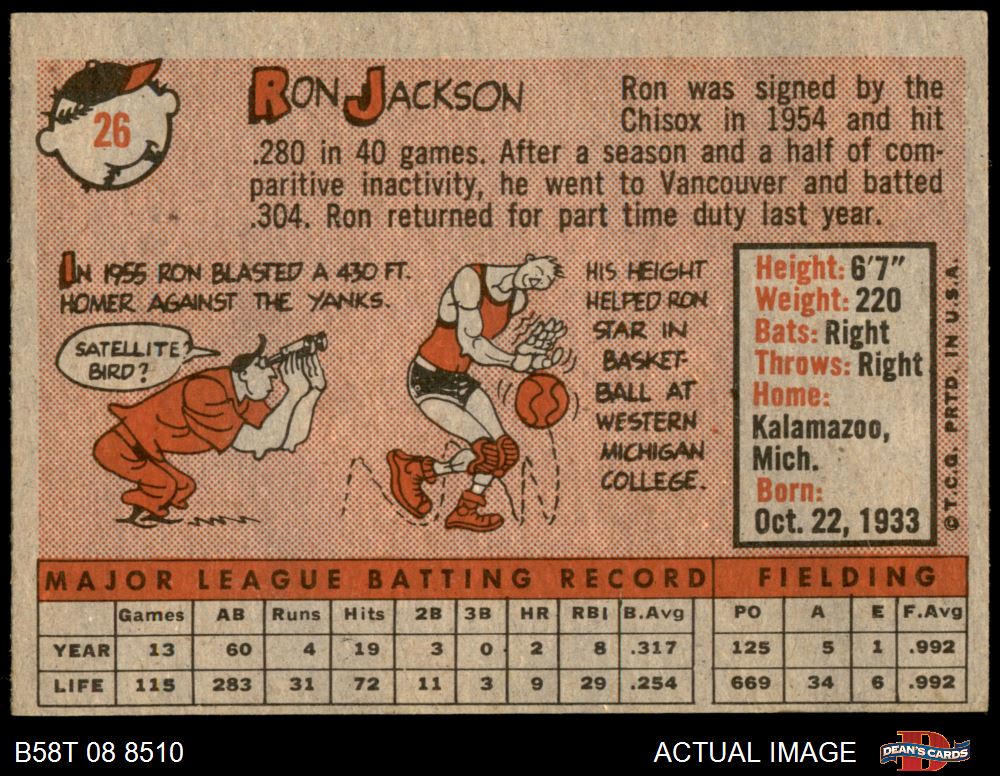 26
RON JACKSON
Ron was signed by the
Chisox in 1954 and hit
.280 in 40 games. After a season and a half of com-
paritive inactivity, he went to Vancouver and batted
.304. Ron returned for part time duty last year.
IN 1955 RON BLASTED A 430 FT.
HOMER AGAINST THE YANKS.
SATELLITE?
BIRD?
HIS HEIGHT
HELPED RON
STAR IN
BASKET-
BALL AT
WESTERN
MICHIGAN
COLLEGE.
Height: 6'7"
Weight: 220
Bats: Right
Throws: Right
Home:
Kalamazoo,
Mich.
Born:
Oct. 22, 1933
© T.C.G. PRTD. IN U.S.A.
MAJOR LEAGUE BATTING RECORD FIELDING
Games AB Runs Hits 2B 3B HR RBI B.Avg PO A E F.Avg
YEAR 13 60 4 19 3 0 2 8 .317 125 5 1 .992
LIFE 115 283 31 72 11 3 9 29 .254 669 34 6 .992
B58T 08 8510 ACTUAL IMAGE D DEAN'S CARDS